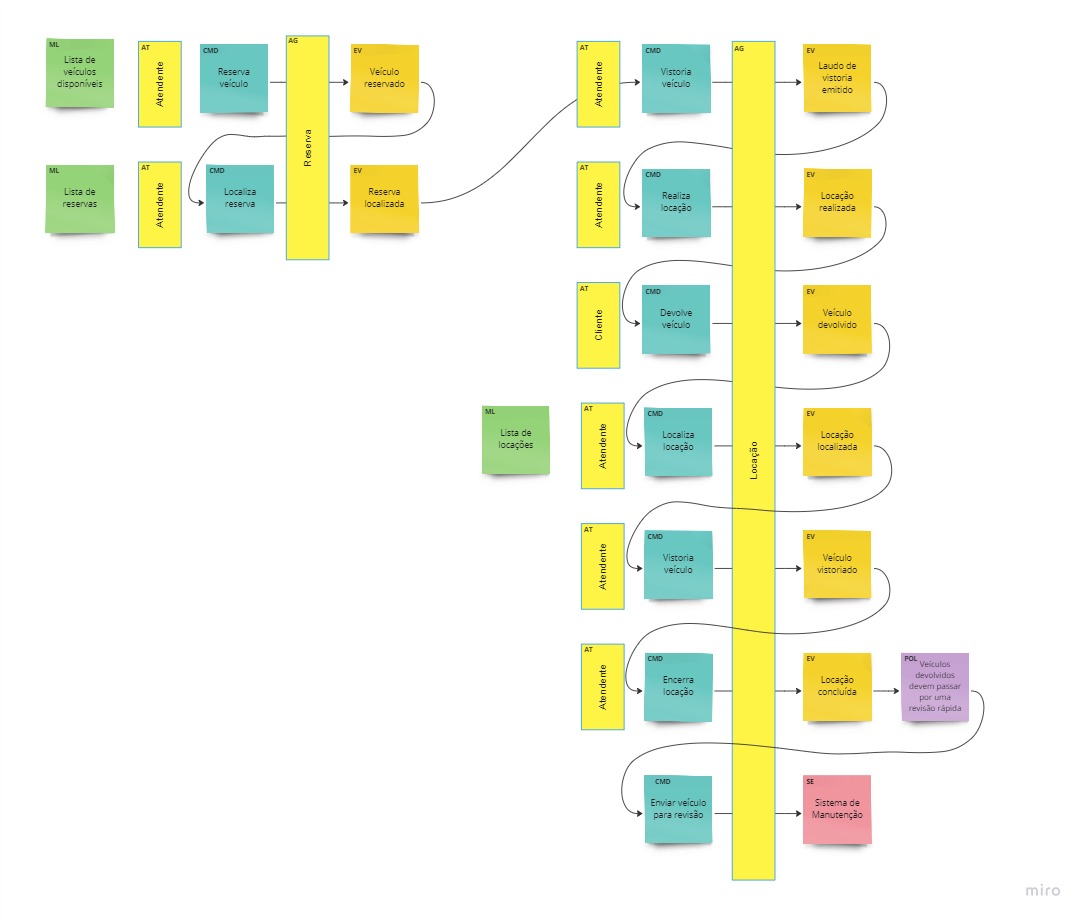 ML
Lista de
veículos
disponíveis
AT
Atendente
CMD
Reserva
veículo
AG
Reserva
EV
Veículo
reservado
ML
Lista de
reservas
AT
Atendente
CMD
Localiza
reserva
EV
Reserva
localizada
AT
Atendente
CMD
Vistoria
veículo
AG
Locação
EV
Laudo de
vistoria
emitido
AT
Atendente
CMD
Realiza
locação
EV
Locação
realizada
AT
Cliente
CMD
Devolve
veículo
EV
Veículo
devolvido
ML
Lista de
locações
AT
Atendente
CMD
Localiza
locação
EV
Locação
localizada
AT
Atendente
CMD
Vistoria
veículo
EV
Veículo
vistoriado
AT
Atendente
CMD
Encerra
locação
EV
Locação
concluída
POL
Veículos
devolvidos
devem passar
por uma
revisão rápida
CMD
Enviar veículo
para revisão
SE
Sistema de
Manutenção
miro